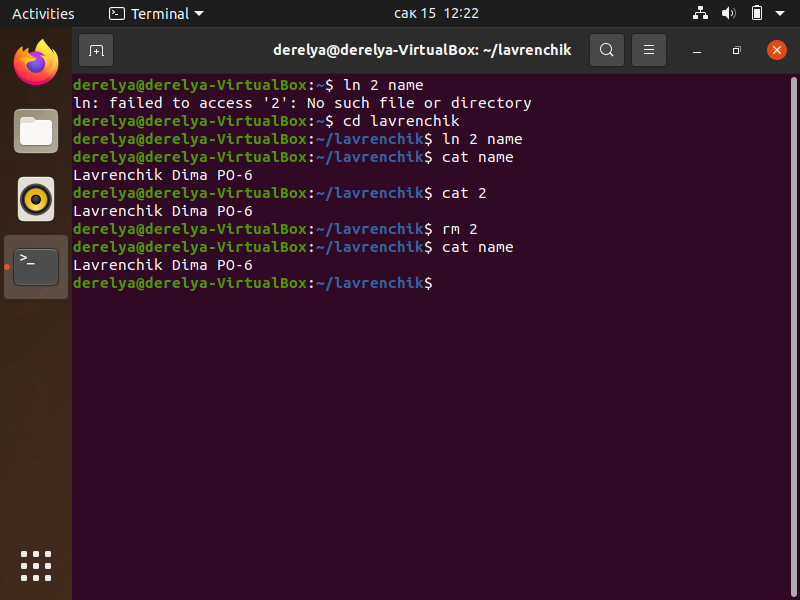 Activities Terminal сак 15 12:22
derelya@derelya-VirtualBox: ~/lavrenchik
derelya@derelya-VirtualBox:~$ ln 2 name
ln: failed to access '2': No such file or directory
derelya@derelya-VirtualBox:~$ cd lavrenchik
derelya@derelya-VirtualBox:~/lavrenchik$ ln 2 name
derelya@derelya-VirtualBox:~/lavrenchik$ cat name
Lavrenchik Dima PO-6
derelya@derelya-VirtualBox:~/lavrenchik$ cat 2
Lavrenchik Dima PO-6
derelya@derelya-VirtualBox:~/lavrenchik$ rm 2
derelya@derelya-VirtualBox:~/lavrenchik$ cat name
Lavrenchik Dima PO-6
derelya@derelya-VirtualBox:~/lavrenchik$